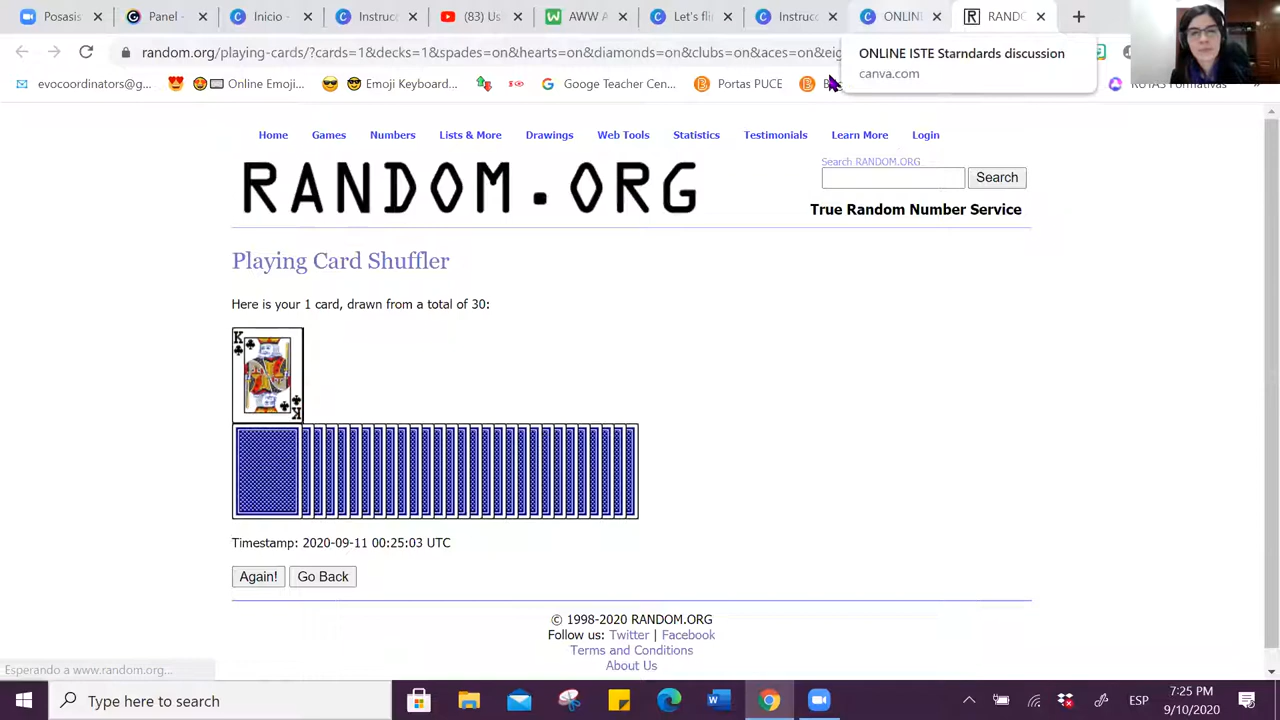 Posasis
Panel -
Inicio
Instruc
(83) Us
AWW A
Let's fli
Instruc
ONLIN
RANDO
random.org/playing-cards/?cards=1&decks=1&spades=on&hearts=on&diamonds=on&clubs=on&aces=on&eig
ONLINE ISTE Starndards discussion
canva.com
evocoordinators@g...
Online Emoji...
Emoji Keyboard...
Googe Teacher Cen...
Portas PUCE
RUTAS Formativas
Home Games Numbers Lists & More Drawings Web Tools Statistics Testimonials Learn More Login
RANDOM.ORG
Search RANDOM.ORG
Search
True Random Number Service
Playing Card Shuffler
Here is your 1 card, drawn from a total of 30:
K
K
Timestamp: 2020-09-11 00:25:03 UTC
Again! Go Back
© 1998-2020 RANDOM.ORG
Follow us: Twitter | Facebook
Terms and Conditions
About Us
Esperando a www.random.org...
Type here to search
ESP
7:25 PM
9/10/2020